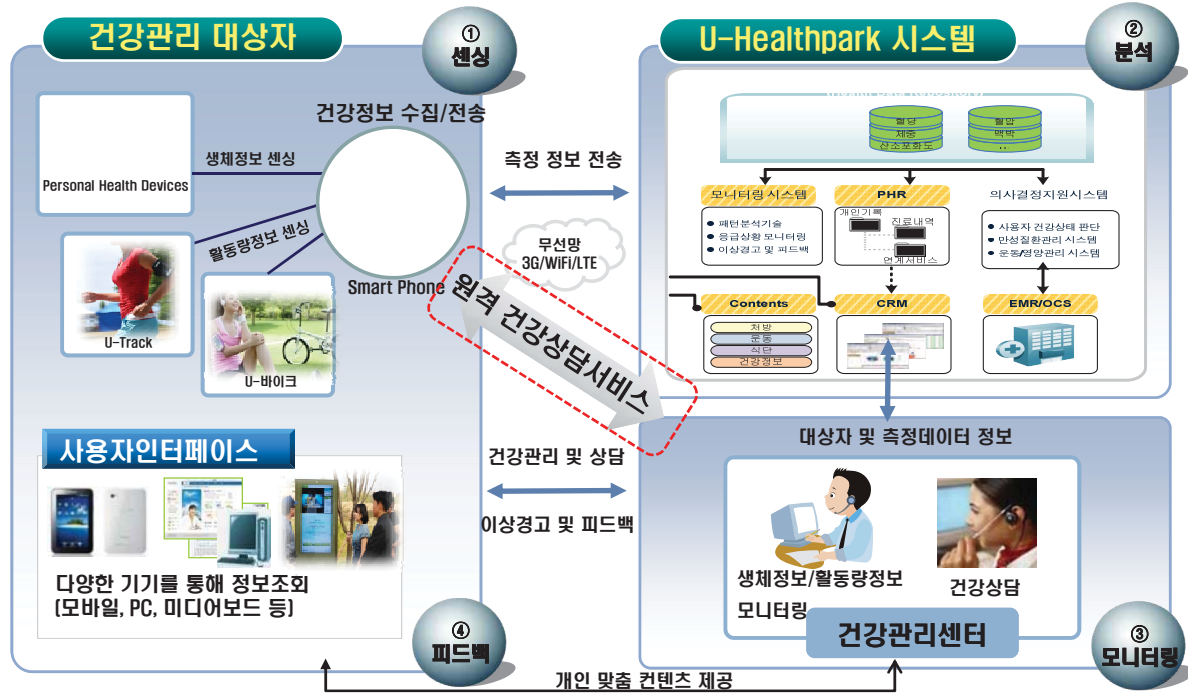 건강관리 대상자
①
센싱
건강정보 수집/전송
생체정보 센싱
Personal Health Devices
활동량정보 센싱
Smart Phone
U-Track
U-바이크
사용자인터페이스
다양한 기기를 통해 정보조회
(모바일, PC, 미디어보드 등)
④
피드백
측정 정보 전송
무선망
3G/WiFi/LTE
원격 건강상담서비스
건강관리 및 상담
이상경고 및 피드백
U-Healthpark 시스템
②
분석
혈당
체중
산소포화도
혈압
맥박
...
모니터링 시스템
• 패턴분석기술
• 응급상황 모니터링
• 이상경고 및 피드백
PHR
개인기록
진료내역
연계서비스
의사결정지원시스템
• 사용자 건강상태 판단
• 만성질환관리 시스템
• 운동/영양관리 시스템
Contents
처방
운동
식단
건강정보
CRM
EMR/OCS
대상자 및 측정데이터 정보
생체정보/활동량정보
모니터링
건강상담
건강관리센터
③
모니터링
개인 맞춤 컨텐츠 제공